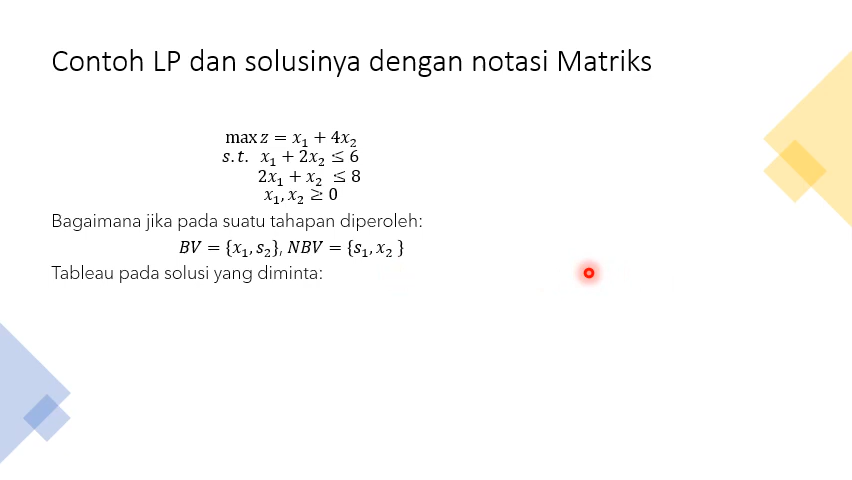 Contoh LP dan solusinya dengan notasi Matriks
max z = x₁ + 4x₂
s.t. x₁ + 2x₂ ≤ 6
2x₁ + x₂ ≤ 8
x₁, x₂ ≥ 0
Bagaimana jika pada suatu tahapan diperoleh:
BV = {x₁, s₂}, NBV = {s₁, x₂ }
Tableau pada solusi yang diminta: